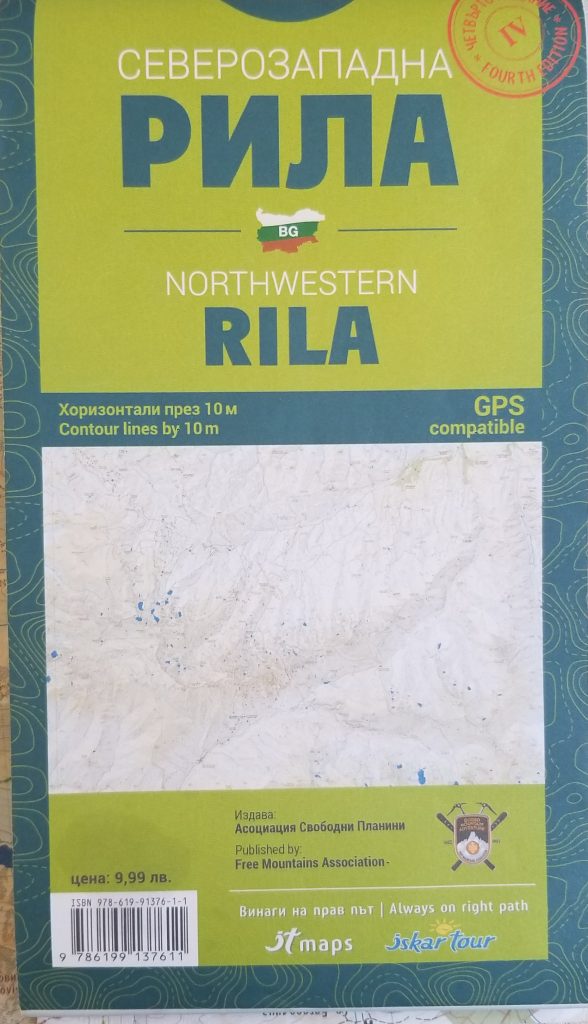 СЕВЕРОЗАПАДНА
РИЛА
ЧЕТВЪРТО
IV
FOURTH EDITION
BG
NORTHWESTERN
RILA
Хоризонтали през 10 м
Contour lines by 10 m
GPS
compatible
Издава:
Асоциация Свободни Планини
Published by:
Free Mountains Association
цена: 9,99 лв.
ISBN 978-619-91376-1-1
9 786199 137611
Винаги на прав път | Always on right path
jt maps
iskar tour